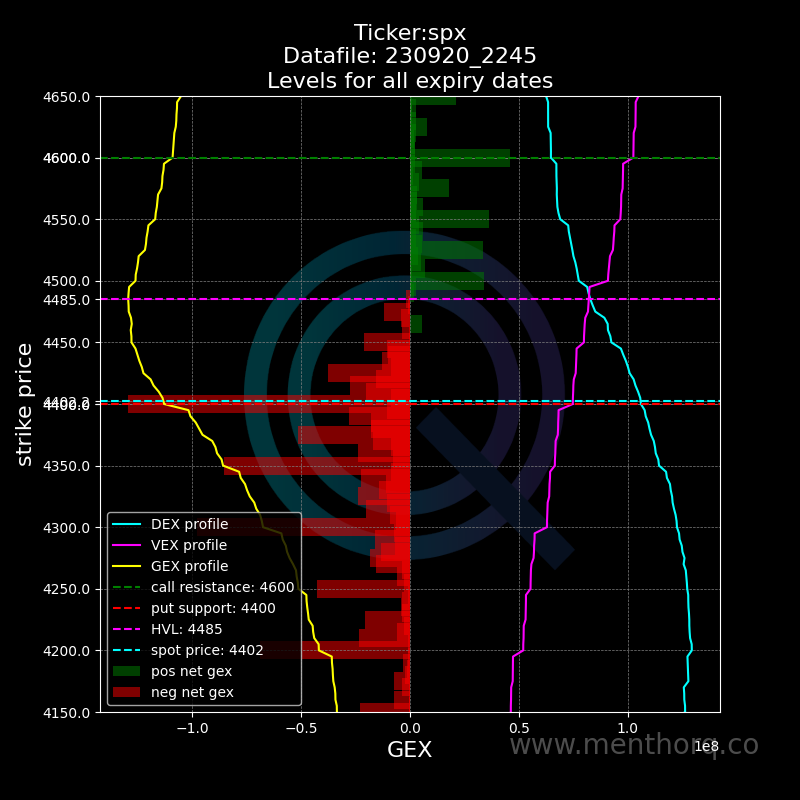 Ticker:spx
Datafile: 230920_2245
Levels for all expiry dates
4650.0
4600.0
4550.0
4500.0
4485.0
4450.0
4402.2
4400.0
4350.0
4300.0
4250.0
4200.0
4150.0
strike price
DEX profile
VEX profile
GEX profile
call resistance: 4600
put support: 4400
HVL: 4485
spot price: 4402
pos net gex
neg net gex
−1.0 −0.5 0.0 0.5 1.0
1e8
GEX
www.menthorq.co